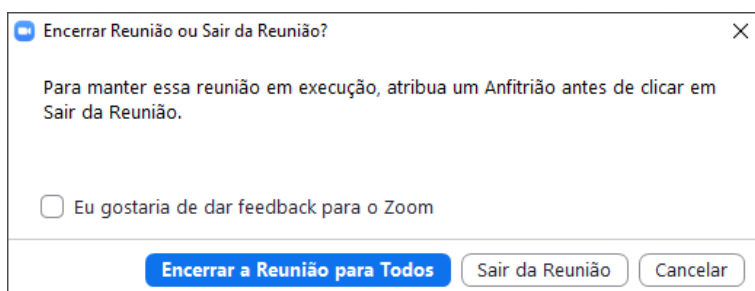 Encerrar Reunião ou Sair da Reunião?
Para manter essa reunião em execução, atribua um Anfitrião antes de clicar em
Sair da Reunião.
Eu gostaria de dar feedback para o Zoom
Encerrar a Reunião para Todos Sair da Reunião Cancelar